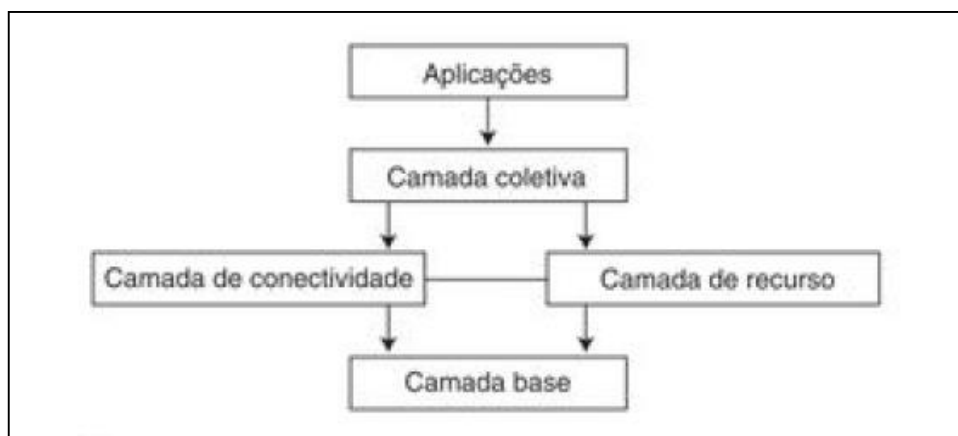 Aplicações
Camada coletiva
Camada de conectividade
Camada de recurso
Camada base